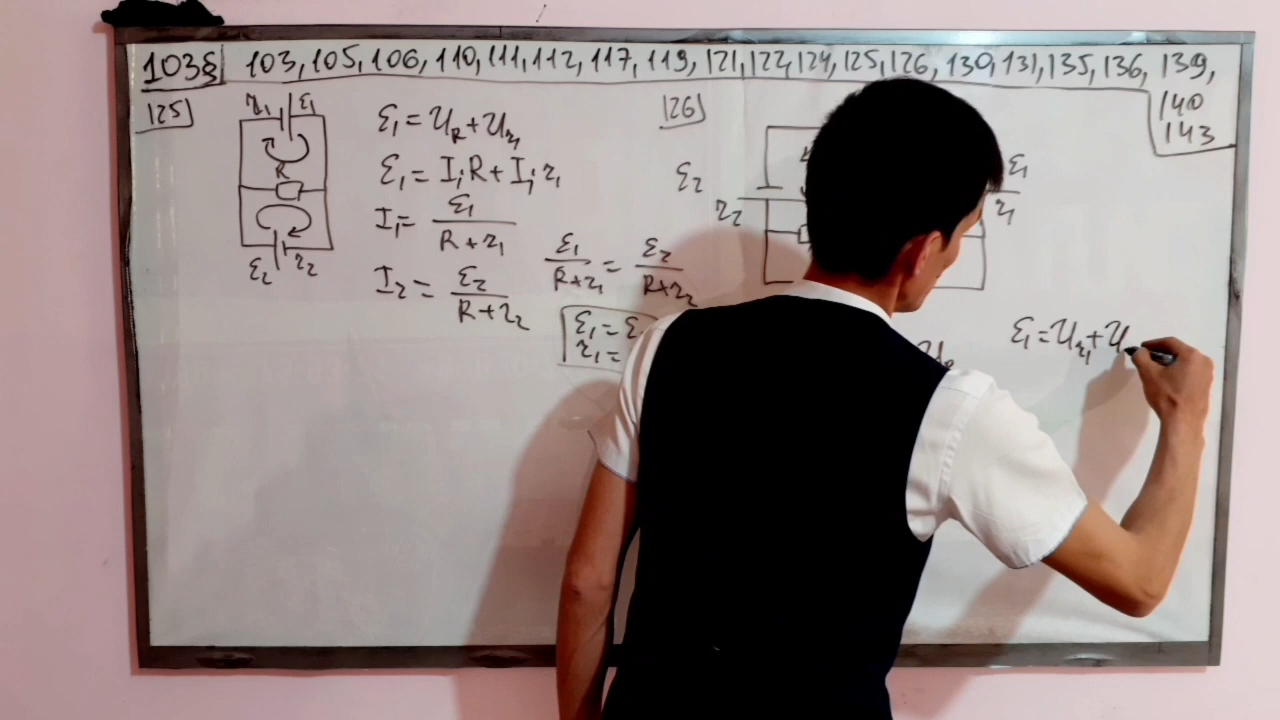 103§ 103, 105, 106, 110, 111, 112, 117, 119, 121, 122, 124, 125, 126, 130, 131, 135, 136, 139,
140
143
125
r₁ ε₁
R
ε₂ r₂
ε₁ = U_R + U_r₁
ε₁ = I₁R + I₁r₁
I₁ = ε₁ / (R + r₁)
I₂ = ε₂ / (R + r₂)
ε₁ / (R + r₁) = ε₂ / (R + r₂)
ε₁ = ε
r₁ =
126
ε₂
r₂
ε₁
r₁
ε₁ = U_r₁ + U